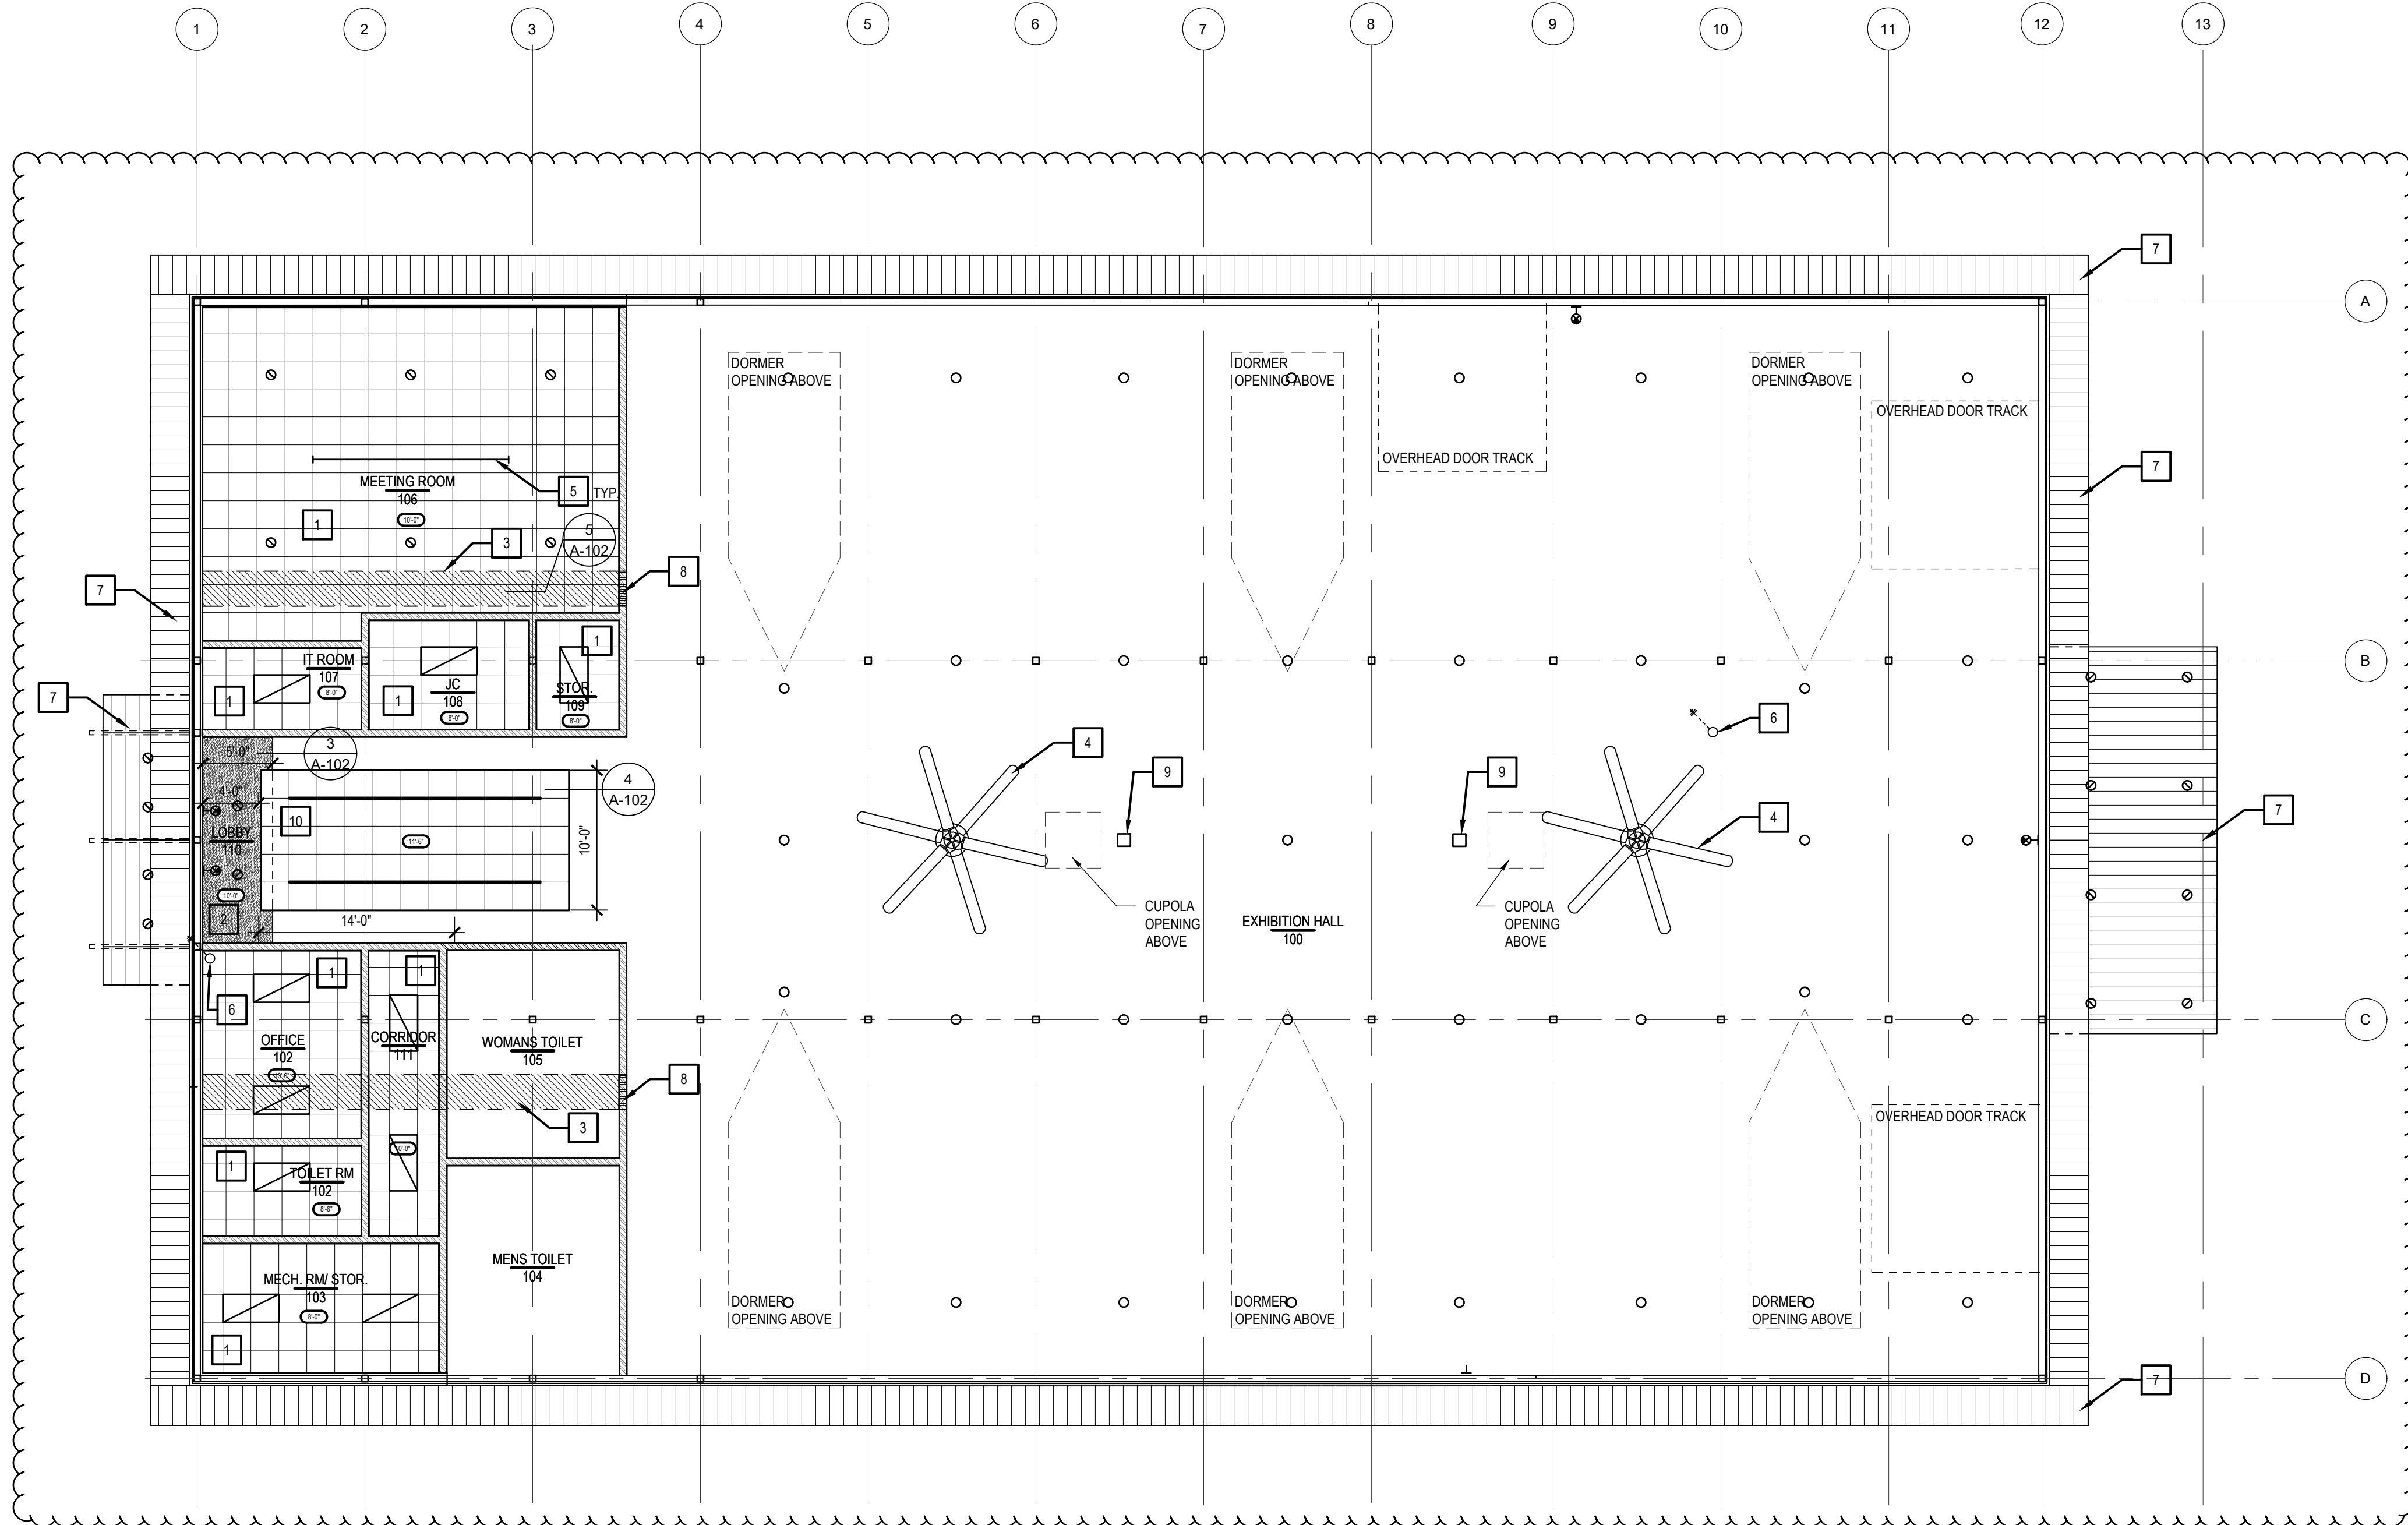 1 2 3 4 5 6 7 8 9 10 11 12 13
7
A
DORMER
OPENING ABOVE
DORMER
OPENING ABOVE
DORMER
OPENING ABOVE
OVERHEAD DOOR TRACK
OVERHEAD DOOR TRACK
7
MEETING ROOM
106
10'-0"
1
5 TYP.
3
5
A-102
8
7
IT ROOM
107
8'-0"
1
JC
108
8'-0"
1
STOR.
109
8'-0"
1
B
7
6
5'-0"
3
A-102
4
A-102
4
9
9
4
7
4'-0"
LOBBY
110
10'-0"
2
10
11'-6"
10'-0"
14'-0"
CUPOLA
OPENING
ABOVE
EXHIBITION HALL
100
CUPOLA
OPENING
ABOVE
6
1
1
OFFICE
102
CORRIDOR
111
WOMANS TOILET
105
C
8
3
OVERHEAD DOOR TRACK
10'-0"
1
TOILET RM
102
8'-6"
MECH. RM/ STOR.
103
8'-0"
1
MENS TOILET
104
DORMER
OPENING ABOVE
DORMER
OPENING ABOVE
DORMER
OPENING ABOVE
7
D